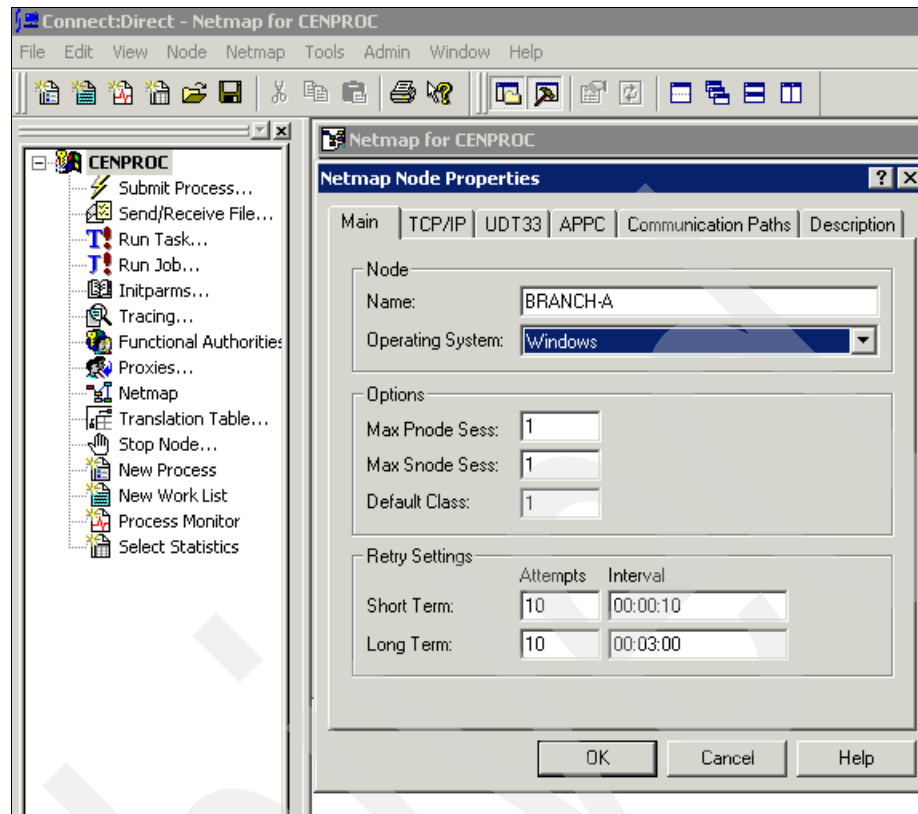 Connect:Direct - Netmap for CENPROC
File Edit View Node Netmap Tools Admin Window Help
CENPROC
Submit Process...
Send/Receive File...
Run Task...
Run Job...
Initparms...
Tracing...
Functional Authorities
Proxies...
Netmap
Translation Table...
Stop Node...
New Process
New Work List
Process Monitor
Select Statistics
Netmap for CENPROC
Netmap Node Properties
Main TCP/IP UDT33 APPC Communication Paths Description
Node
Name: BRANCH-A
Operating System: Windows
Options
Max Pnode Sess: 1
Max Snode Sess: 1
Default Class: 1
Retry Settings
Attempts Interval
Short Term: 10 00:00:10
Long Term: 10 00:03:00
OK Cancel Help